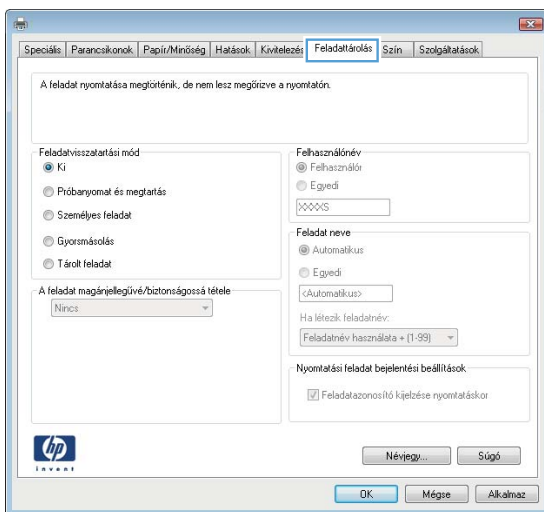 Speciális Parancsikonok Papír/Minőség Hatások Kivitelezés Feladattárolás Szín Szolgáltatások
A feladat nyomtatása megtörténik, de nem lesz megőrizve a nyomtatón.
Feladatvisszatartási mód
Ki
Próbanyomat és megtartás
Személyes feladat
Gyorsmásolás
Tárolt feladat
A feladat magánjellegűvé/biztonságossá tétele
Nincs
Felhasználónév
Felhasználór
Egyedi
XXXXS
Feladat neve
Automatikus
Egyedi
<Automatikus>
Ha létezik feladatnév:
Feladatnév használata + (1-99)
Nyomtatási feladat bejelentési beállítások
Feladatazonosító kijelzése nyomtatáskor
hp
invent
Névjegy... Súgó
OK Mégse Alkalmaz